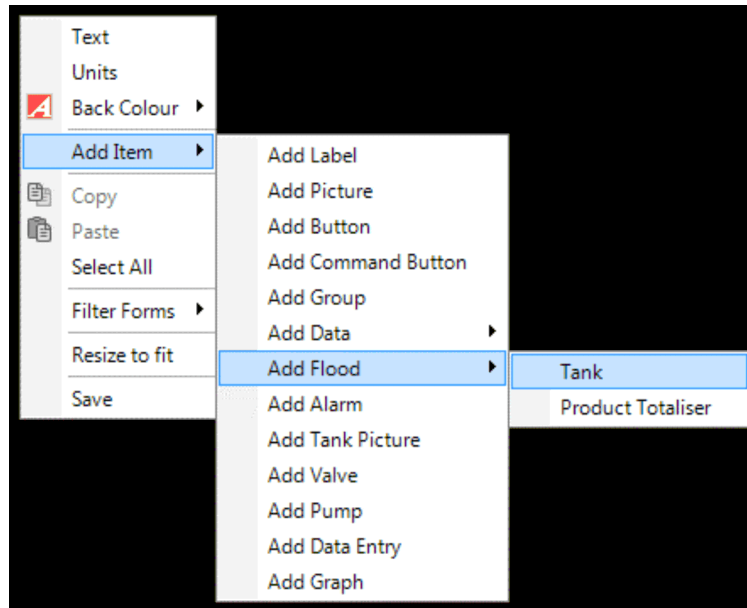 Text
Units
Back Colour
Add Item
Copy
Paste
Select All
Filter Forms
Resize to fit
Save
Add Label
Add Picture
Add Button
Add Command Button
Add Group
Add Data
Add Flood
Add Alarm
Add Tank Picture
Add Valve
Add Pump
Add Data Entry
Add Graph
Tank
Product Totaliser